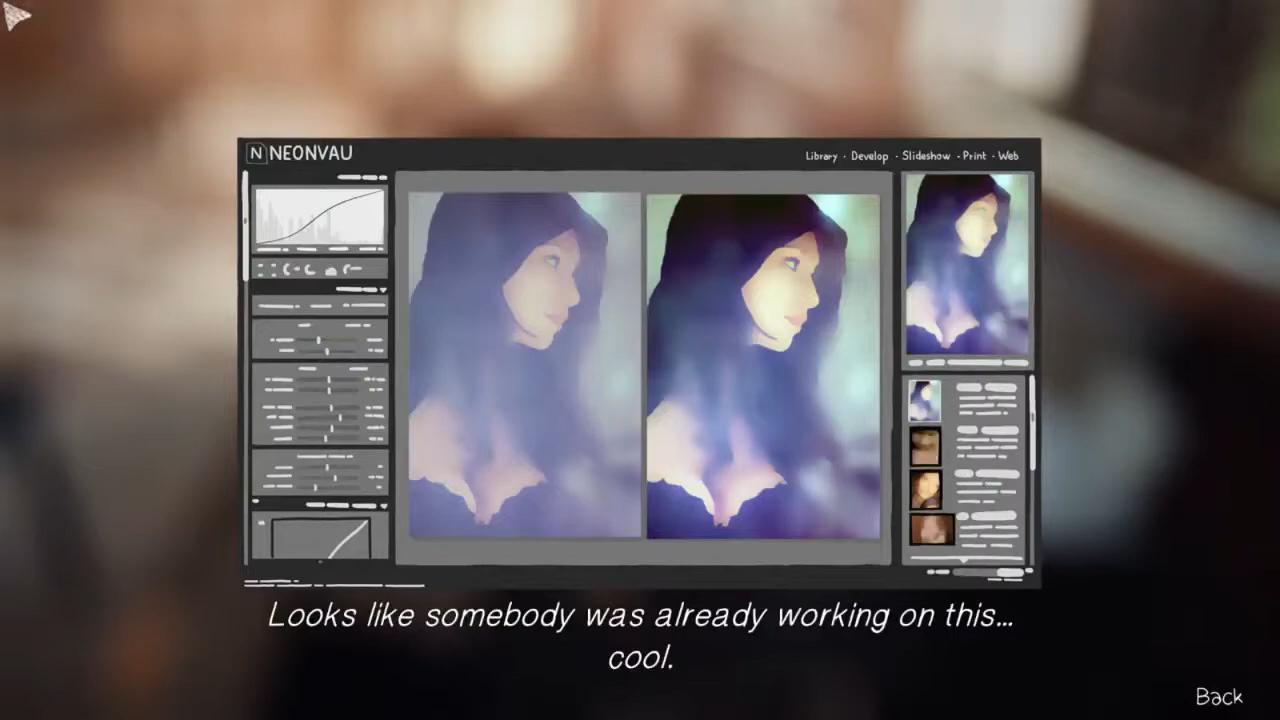 N NEONVAU
Library · Develop · Slideshow · Print · Web
Looks like somebody was already working on this...
cool.
Back